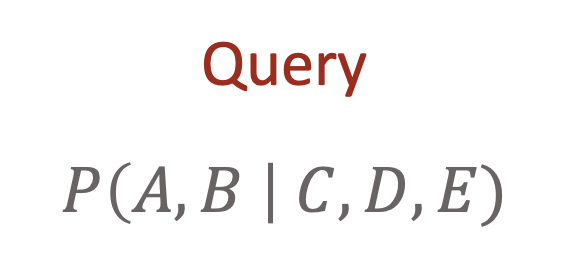 Query
P(A, B | C, D, E)